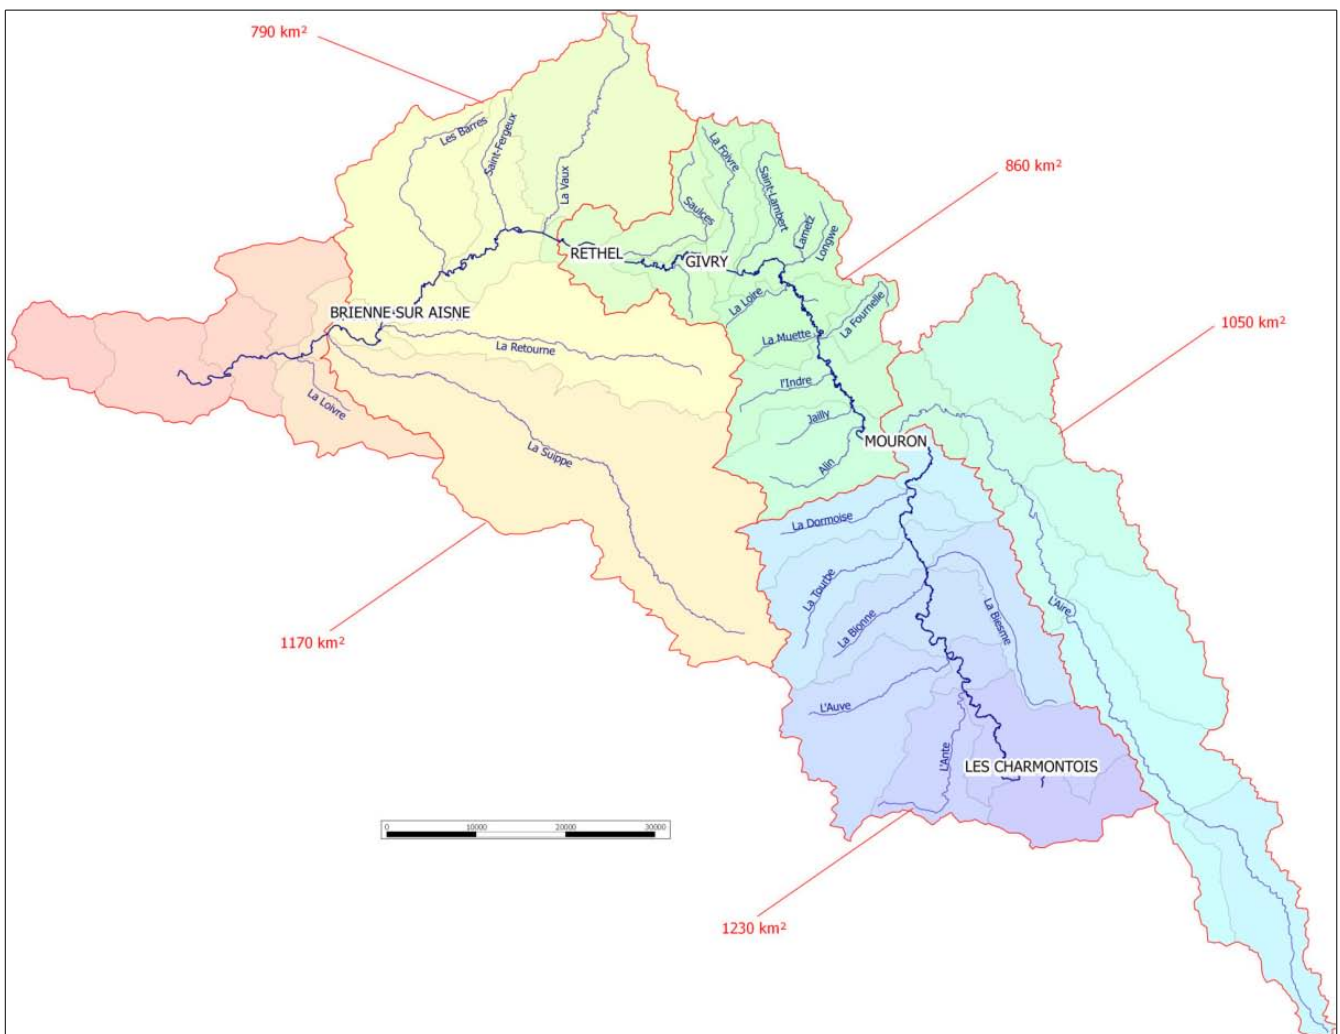 790 km²
Les Barres
Saint-Fergeux
La Vaux
La Foivre
Saint-Lambert
Saulces
Lametz
Longwe
860 km²
RETHEL
GIVRY
La Loire
La Fournelle
BRIENNE SUR AISNE
La Muette
1050 km²
La Retourne
l'Indre
La Loivre
Jailly
MOURON
La Suippe
Alin
La Dormoise
La Tourbe
La Bionne
La Biesme
L'Aire
1170 km²
L'Auve
L'Ante
LES CHARMONTOIS
0 10000 20000 30000
1230 km²